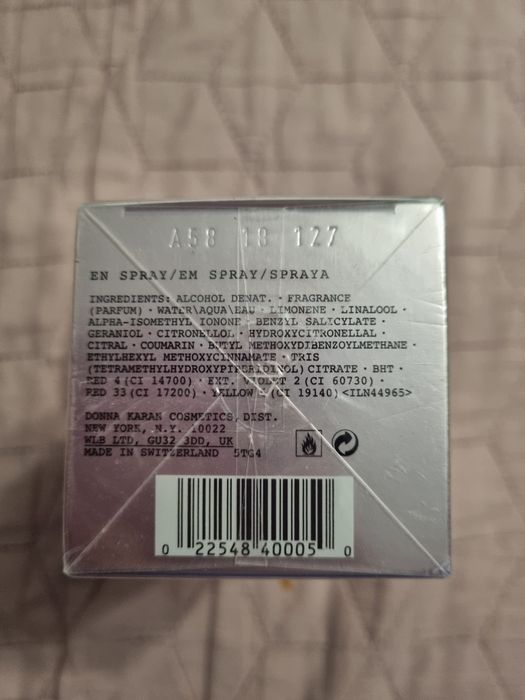 A58 18 127
EN SPRAY/EM SPRAY/SPRAYA
INGREDIENTS: ALCOHOL DENAT. · FRAGRANCE
(PARFUM) · WATER\AQUA\EAU · LIMONENE · LINALOOL ·
ALPHA-ISOMETHYL IONONE · BENZYL SALICYLATE ·
GERANIOL · CITRONELLOL · HYDROXYCITRONELLAL ·
CITRAL · COUMARIN · BUTYL METHOXYDIBENZOYLMETHANE ·
ETHYLHEXYL METHOXYCINNAMATE · TRIS
(TETRAMETHYLHYDROXYPIPERIDINOL) CITRATE · BHT ·
RED 4 (CI 14700) · EXT. VIOLET 2 (CI 60730) ·
RED 33 (CI 17200) · YELLOW (CI 19140) <ILN44965>
DONNA KARAN COSMETICS, DIST.
NEW YORK, N.Y. 10022
WLB LTD, GU32 3DD, UK
MADE IN SWITZERLAND 5TG4
0 22548 40005 0